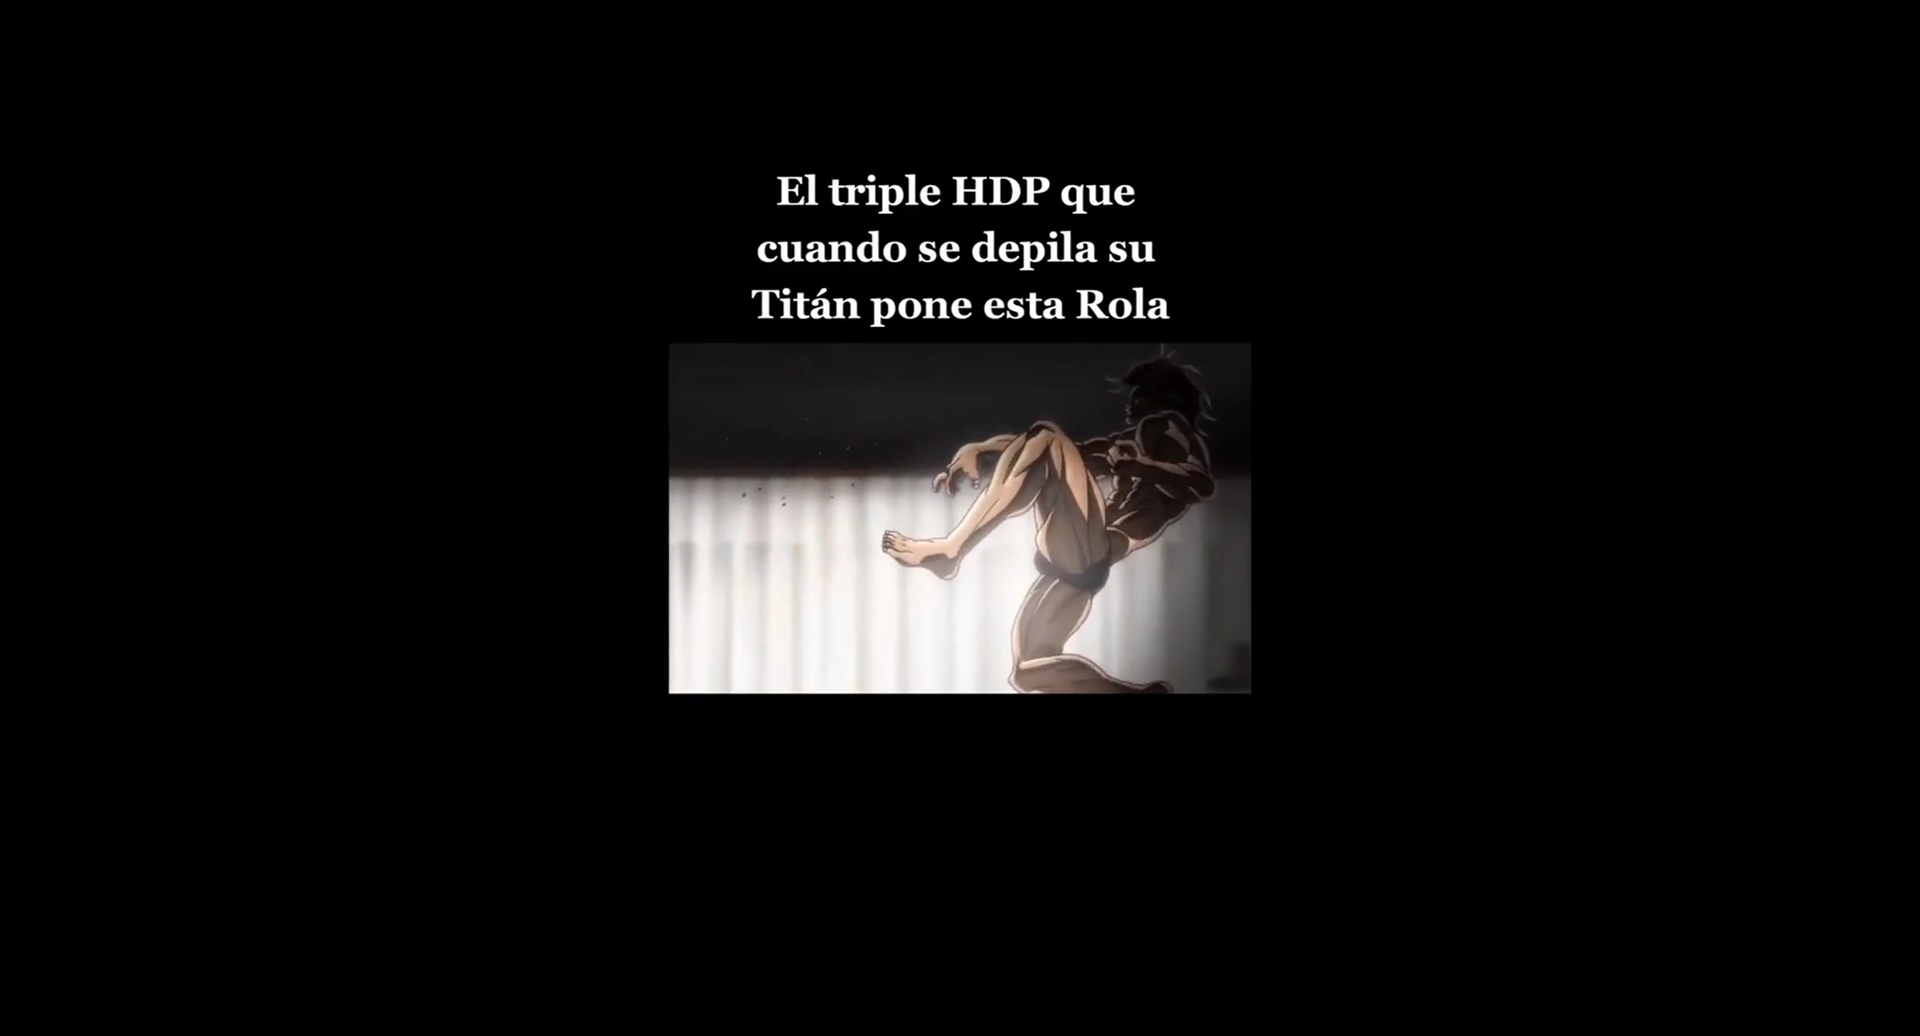 El triple HDP que
cuando se depila su
Titán pone esta Rola